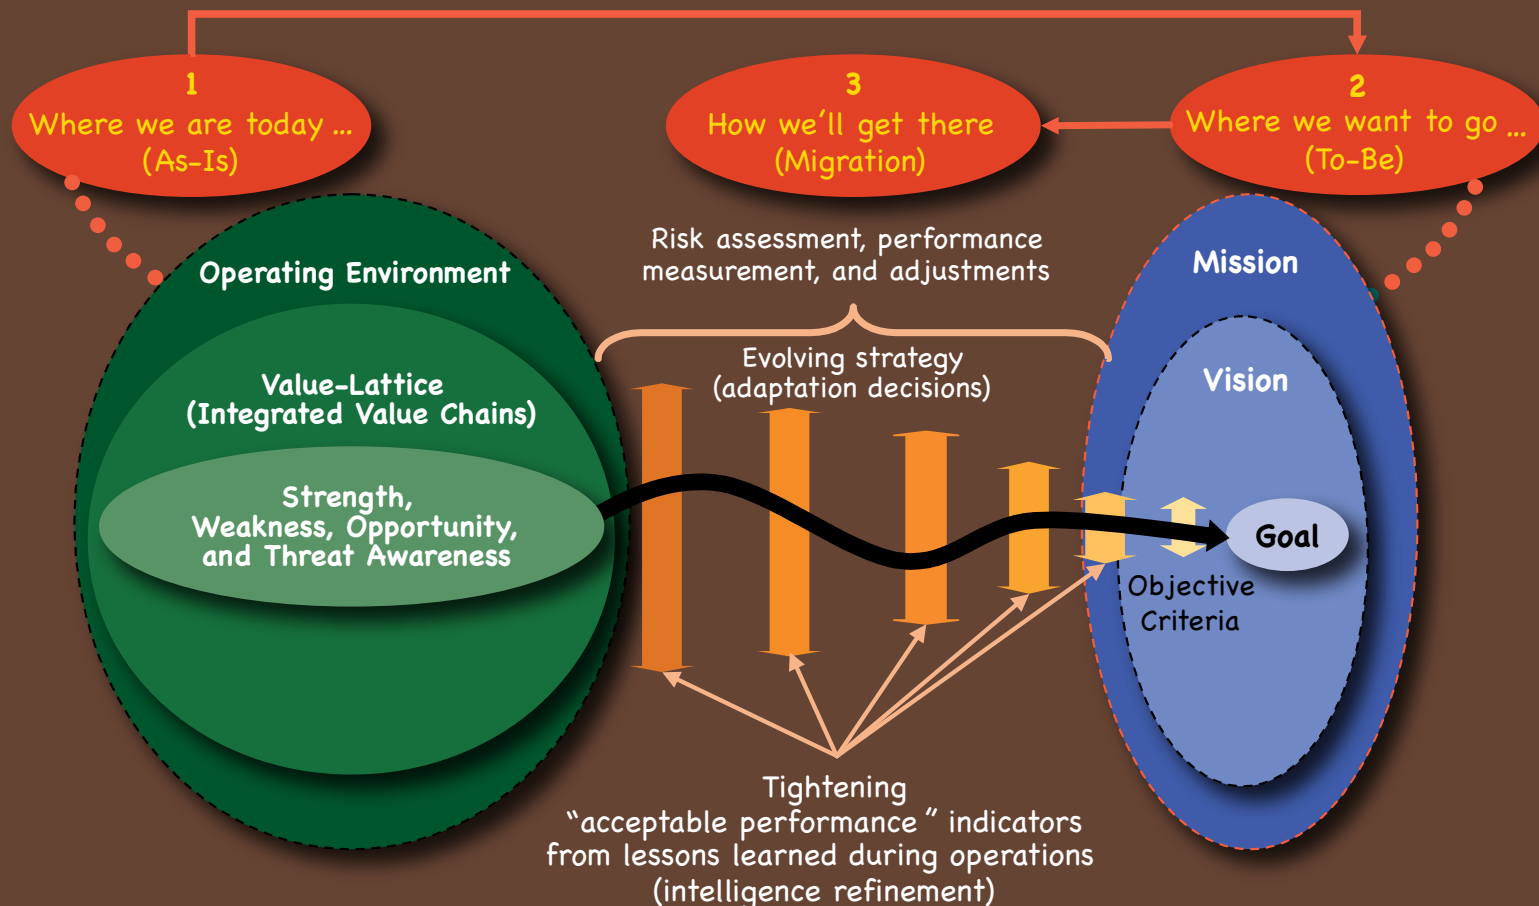 1
Where we are today ...
(As-Is)
3
How we'll get there
(Migration)
2
Where we want to go ...
(To-Be)
Operating Environment
Value-Lattice
(Integrated Value Chains)
Strength,
Weakness, Opportunity,
and Threat Awareness
Risk assessment, performance
measurement, and adjustments
Evolving strategy
(adaptation decisions)
Mission
Vision
Goal
Objective
Criteria
Tightening
“acceptable performance ” indicators
from lessons learned during operations
(intelligence refinement)